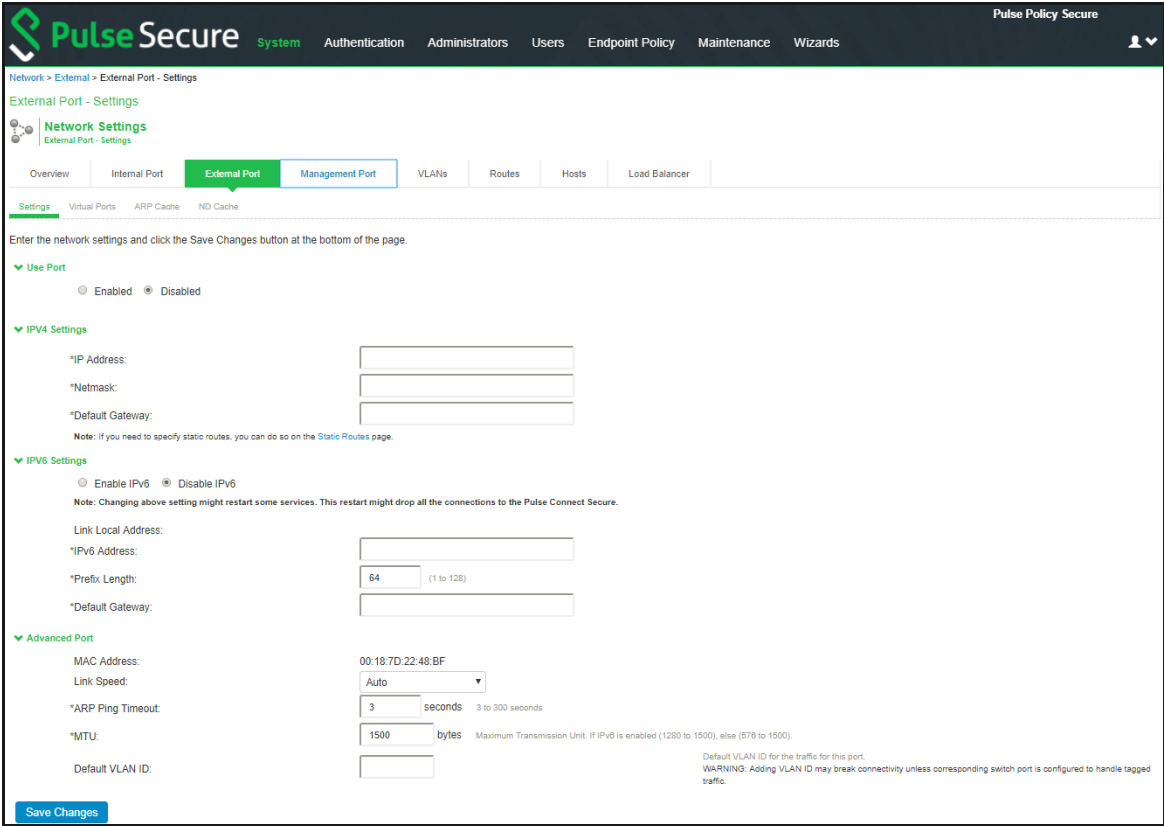 Pulse Policy Secure
Pulse Secure System Authentication Administrators Users Endpoint Policy Maintenance Wizards
Network > External > External Port - Settings
External Port - Settings
Network Settings
External Port - Settings
Overview Internal Port External Port Management Port VLANs Routes Hosts Load Balancer
Settings Virtual Ports ARP Cache ND Cache
Enter the network settings and click the Save Changes button at the bottom of the page.
Use Port
Enabled Disabled
IPV4 Settings
*IP Address:
*Netmask:
*Default Gateway:
Note: If you need to specify static routes, you can do so on the Static Routes page.
IPV6 Settings
Enable IPv6 Disable IPv6
Note: Changing above setting might restart some services. This restart might drop all the connections to the Pulse Connect Secure.
Link Local Address:
*IPv6 Address:
*Prefix Length: 64 (1 to 128)
*Default Gateway:
Advanced Port
MAC Address: 00:18:7D:22:48:BF
Link Speed: Auto
*ARP Ping Timeout: 3 seconds 3 to 300 seconds
*MTU: 1500 bytes Maximum Transmission Unit. If IPv6 is enabled (1280 to 1500), else (576 to 1500).
Default VLAN ID:
Default VLAN ID for the traffic for this port.
WARNING: Adding VLAN ID may break connectivity unless corresponding switch port is configured to handle tagged
traffic.
Save Changes